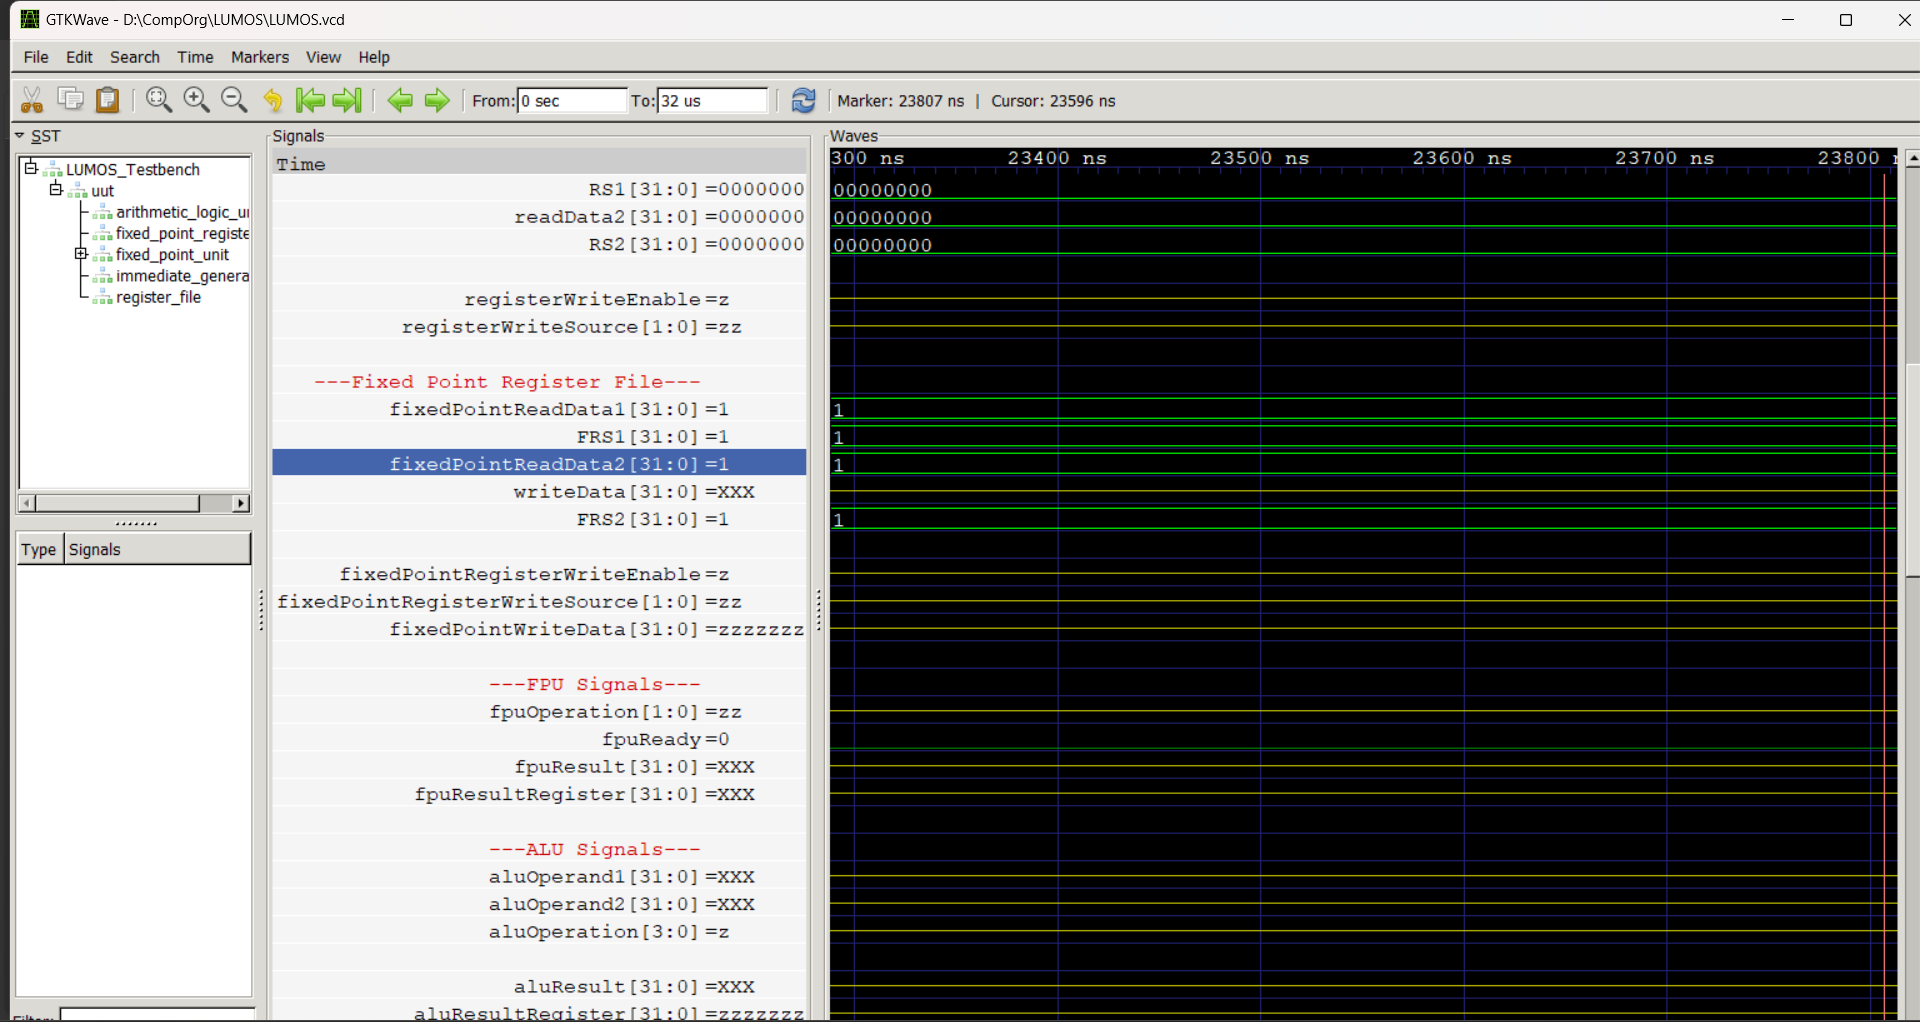 GTKWave - D:\CompOrg\LUMOS\LUMOS.vcd
File Edit Search Time Markers View Help
From: 0 sec To: 32 us Marker: 23807 ns | Cursor: 23596 ns
SST
LUMOS_Testbench
uut
arithmetic_logic_u
fixed_point_registe
fixed_point_unit
immediate_genera
register_file
Type Signals
Signals
Time
RS1[31:0]=0000000
readData2[31:0]=0000000
RS2[31:0]=0000000
registerWriteEnable=z
registerWriteSource[1:0]=zz
---Fixed Point Register File---
fixedPointReadData1[31:0]=1
FRS1[31:0]=1
fixedPointReadData2[31:0]=1
writeData[31:0]=XXX
FRS2[31:0]=1
fixedPointRegisterWriteEnable=z
fixedPointRegisterWriteSource[1:0]=zz
fixedPointWriteData[31:0]=zzzzzzz
---FPU Signals---
fpuOperation[1:0]=zz
fpuReady=0
fpuResult[31:0]=XXX
fpuResultRegister[31:0]=XXX
---ALU Signals---
aluOperand1[31:0]=XXX
aluOperand2[31:0]=XXX
aluOperation[3:0]=z
aluResult[31:0]=XXX
aluResultRegister[31:0]=zzzzzzz
Waves
300 ns 23400 ns 23500 ns 23600 ns 23700 ns 23800
00000000
00000000
00000000
1
1
1
1